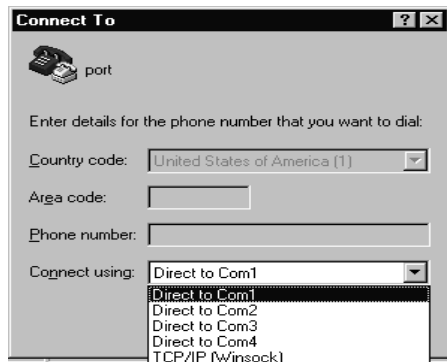 Connect To
port
Enter details for the phone number that you want to dial:
Country code: United States of America (1)
Area code:
Phone number:
Connect using: Direct to Com1
Direct to Com1
Direct to Com2
Direct to Com3
Direct to Com4
TCP/IP (Winsock)